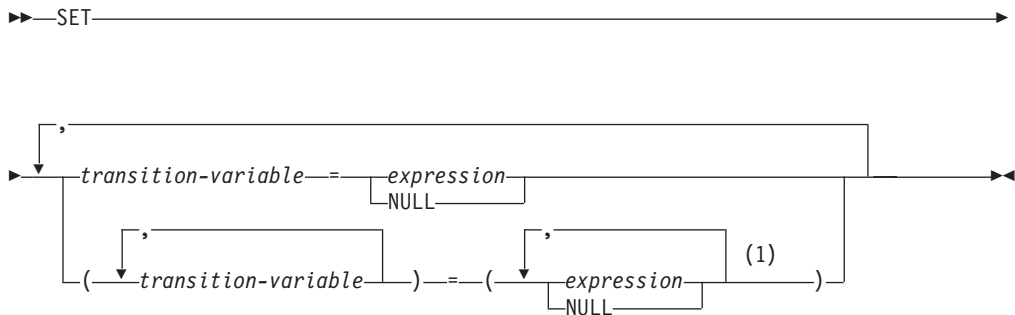 SET
,
transition-variable = expression
NULL
, ,
(1)
( transition-variable ) = ( expression )
NULL